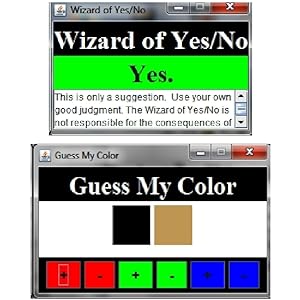 Wizard of Yes/No
Wizard of Yes/No
Yes.
This is only a suggestion. Use your own
good judgment. The Wizard of Yes/No is
not responsible for the consequences of
Guess My Color
Guess My Color
+ - + - + -